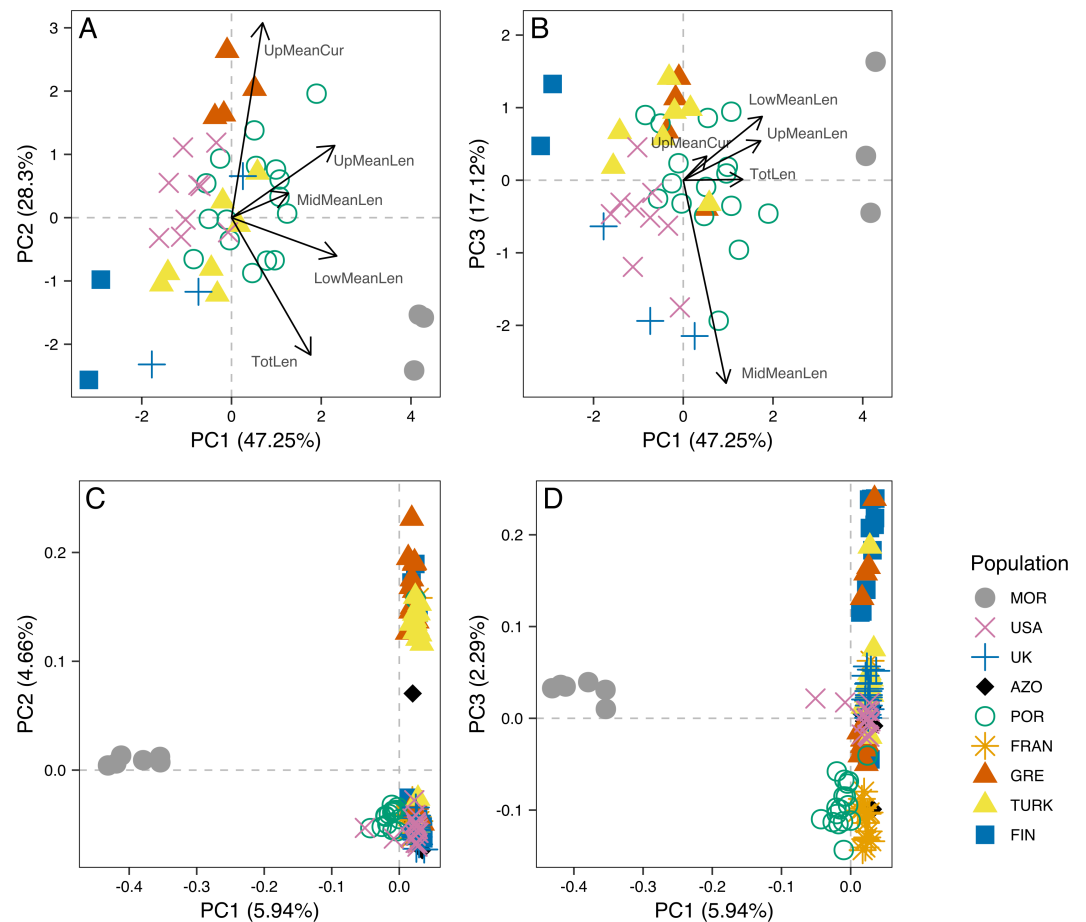 A
3
2
1
0
-1
-2
PC2 (28.3%)
UpMeanCur
UpMeanLen
MidMeanLen
LowMeanLen
TotLen
-2
0
2
4
PC1 (47.25%)
B
2
1
0
-1
-2
PC3 (17.12%)
LowMeanLen
UpMeanLen
UpMeanCur
TotLen
MidMeanLen
-2
0
2
4
PC1 (47.25%)
C
0.2
0.1
0.0
PC2 (4.66%)
-0.4
-0.3
-0.2
-0.1
0.0
PC1 (5.94%)
D
0.2
0.1
0.0
-0.1
PC3 (2.29%)
-0.4
-0.3
-0.2
-0.1
0.0
PC1 (5.94%)
Population
MOR
USA
UK
AZO
POR
FRAN
GRE
TURK
FIN